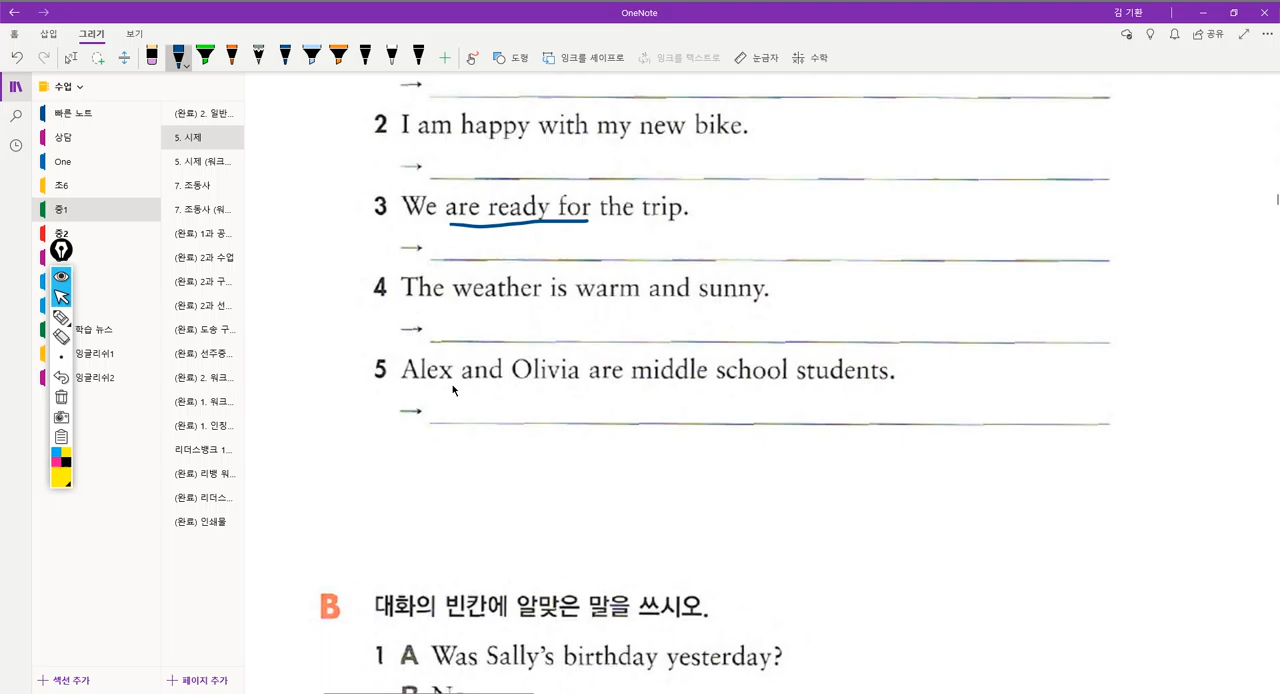 OneNote
김 기환
홈 삽입 그리기 보기
공유
도형
잉크를 셰이프로
잉크를 텍스트로
눈금자
수학
수업
빠른 노트
상담
One
초6
중1
중2
학습 뉴스
잉글리쉬1
잉글리쉬2
섹션 추가
(완료) 2. 일반...
5. 시제
5. 시제 (워크...
7. 조동사
7. 조동사 (워...
(완료) 1과 공...
(완료) 2과 수업
(완료) 2과 구...
(완료) 2과 선...
(완료) 도송 구...
(완료) 선주중...
(완료) 2. 워크...
(완료) 1. 워크...
(완료) 1. 인칭...
리더스뱅크 1...
(완료) 리뱅 워...
(완료) 리더스...
(완료) 인쇄물
페이지 추가
→
2 I am happy with my new bike.
→
3 We are ready for the trip.
→
4 The weather is warm and sunny.
→
5 Alex and Olivia are middle school students.
→
B 대화의 빈칸에 알맞은 말을 쓰시오.
1 A Was Sally's birthday yesterday?